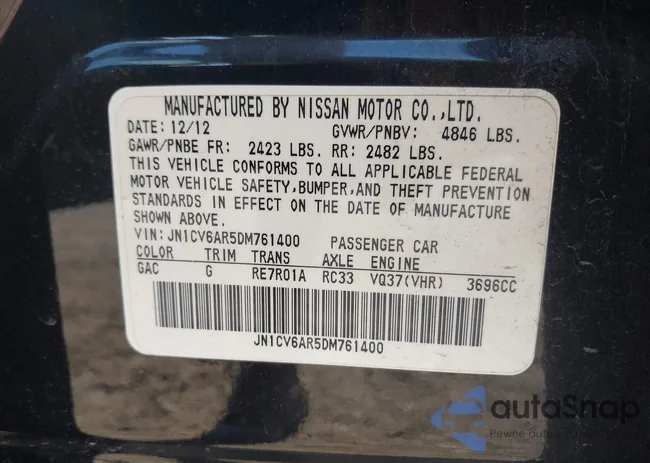 MANUFACTURED BY NISSAN MOTOR CO.,LTD.
DATE: 12/12 GVWR/PNBV: 4846 LBS.
GAWR/PNBE FR: 2423 LBS. RR: 2482 LBS.
THIS VEHICLE CONFORMS TO ALL APPLICABLE FEDERAL
MOTOR VEHICLE SAFETY,BUMPER,AND THEFT PREVENTION
STANDARDS IN EFFECT ON THE DATE OF MANUFACTURE
SHOWN ABOVE.
VIN: JN1CV6AR5DM761400 PASSENGER CAR
COLOR TRIM TRANS AXLE ENGINE
GAC G RE7R01A RC33 VQ37(VHR) 3696CC
JN1CV6AR5DM761400
autoSnap